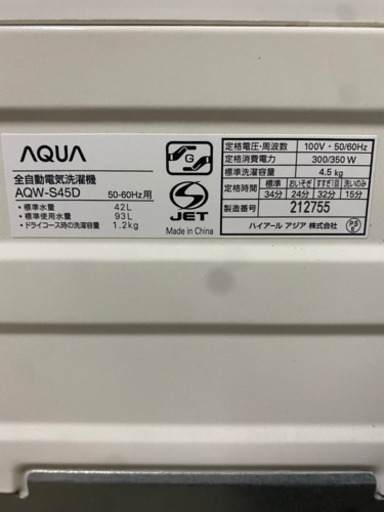 AQUA
全自動電気洗濯機
AQW-S45D 50-60Hz用
・標準水量 42L
・標準使用水量 93L
・ドライコース時の洗濯容量 1.2kg
G
S
JET
Made in China
定格電圧・周波数 100V・50/60Hz
定格消費電力 300/350W
標準洗濯容量 4.5kg
定格時間 標準 おいそぎ すすぎ1回 洗いのみ
34分 24分 32分 15分
製造番号 212755
ハイアール アジア 株式会社
PS
E